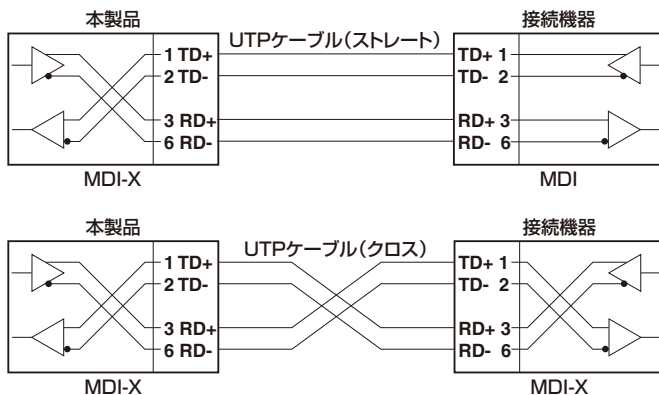 本製品
接続機器
UTPケーブル(ストレート)
1 TD+
2 TD-
3 RD+
6 RD-
TD+ 1
TD- 2
RD+ 3
RD- 6
MDI-X
MDI
本製品
接続機器
UTPケーブル(クロス)
1 TD+
2 TD-
3 RD+
6 RD-
TD+ 1
TD- 2
RD+ 3
RD- 6
MDI-X
MDI-X